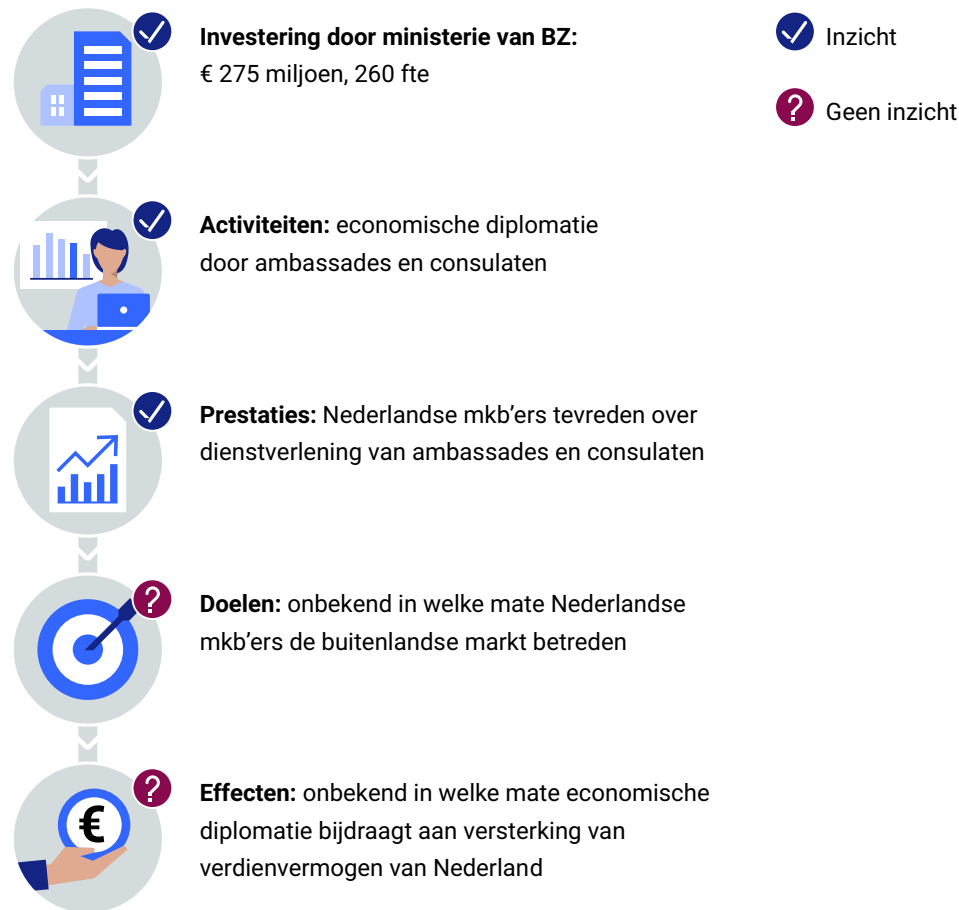 Investering door ministerie van BZ:
€ 275 miljoen, 260 fte
Inzicht
Geen inzicht
Activiteiten: economische diplomatie
door ambassades en consulaten
Prestaties: Nederlandse mkb’ers tevreden over
dienstverlening van ambassades en consulaten
Doelen: onbekend in welke mate Nederlandse
mkb’ers de buitenlandse markt betreden
Effecten: onbekend in welke mate economische
diplomatie bijdraagt aan versterking van
verdienvermogen van Nederland